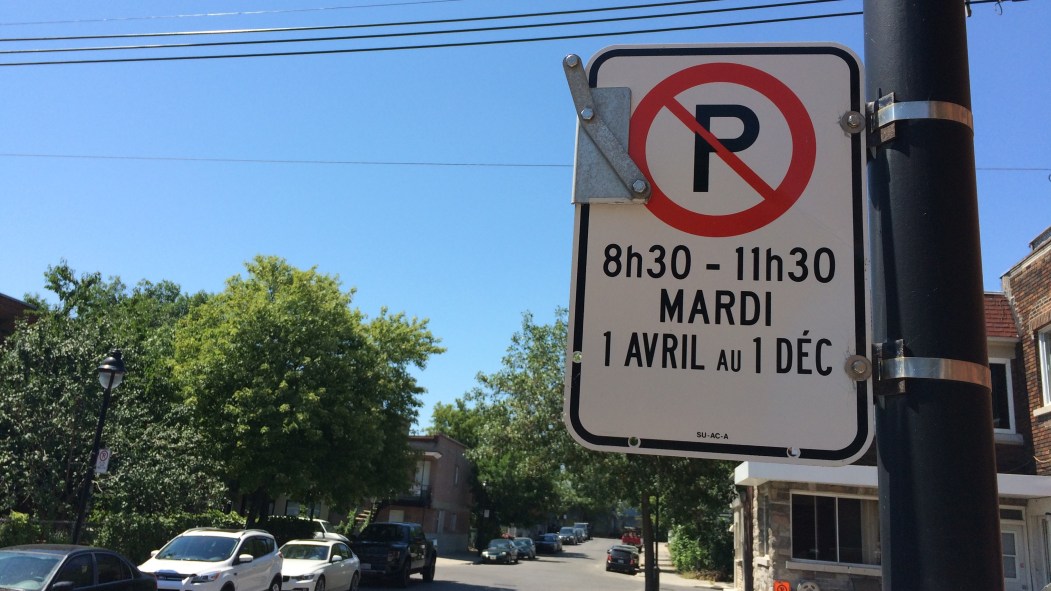 P
8h30 - 11h30
MARDI
1 AVRIL AU 1 DÉC
SU-AC-A